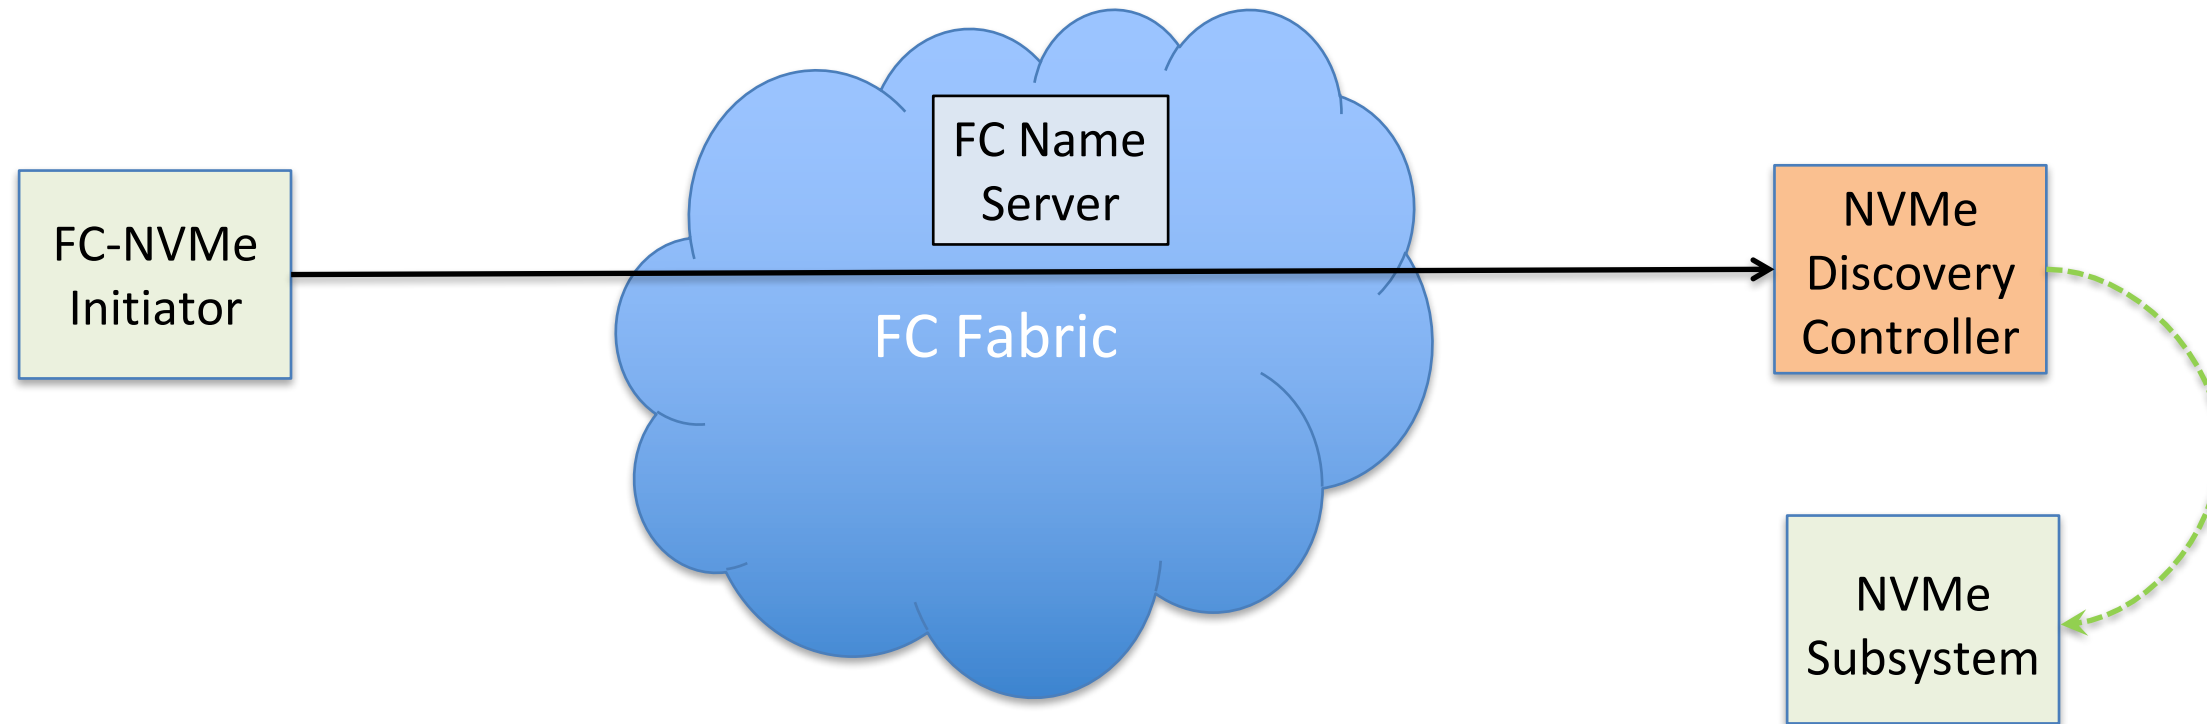 FC Name
Server
FC-NVMe
Initiator
FC Fabric
NVMe
Discovery
Controller
NVMe
Subsystem